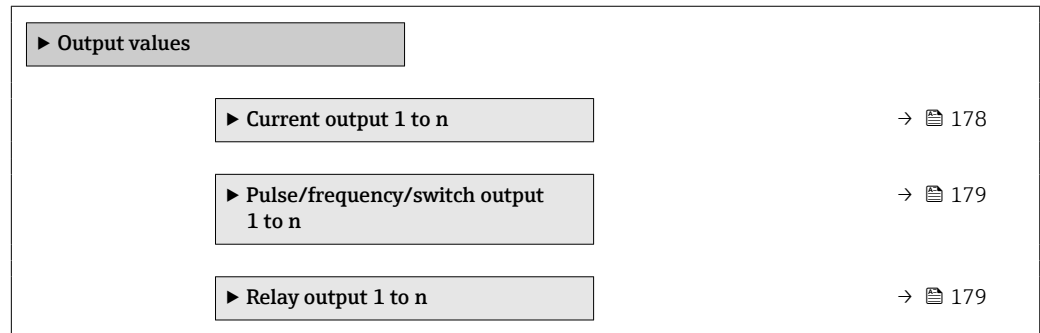 ▶ Output values
▶ Current output 1 to n → 178
▶ Pulse/frequency/switch output
1 to n → 179
▶ Relay output 1 to n → 179